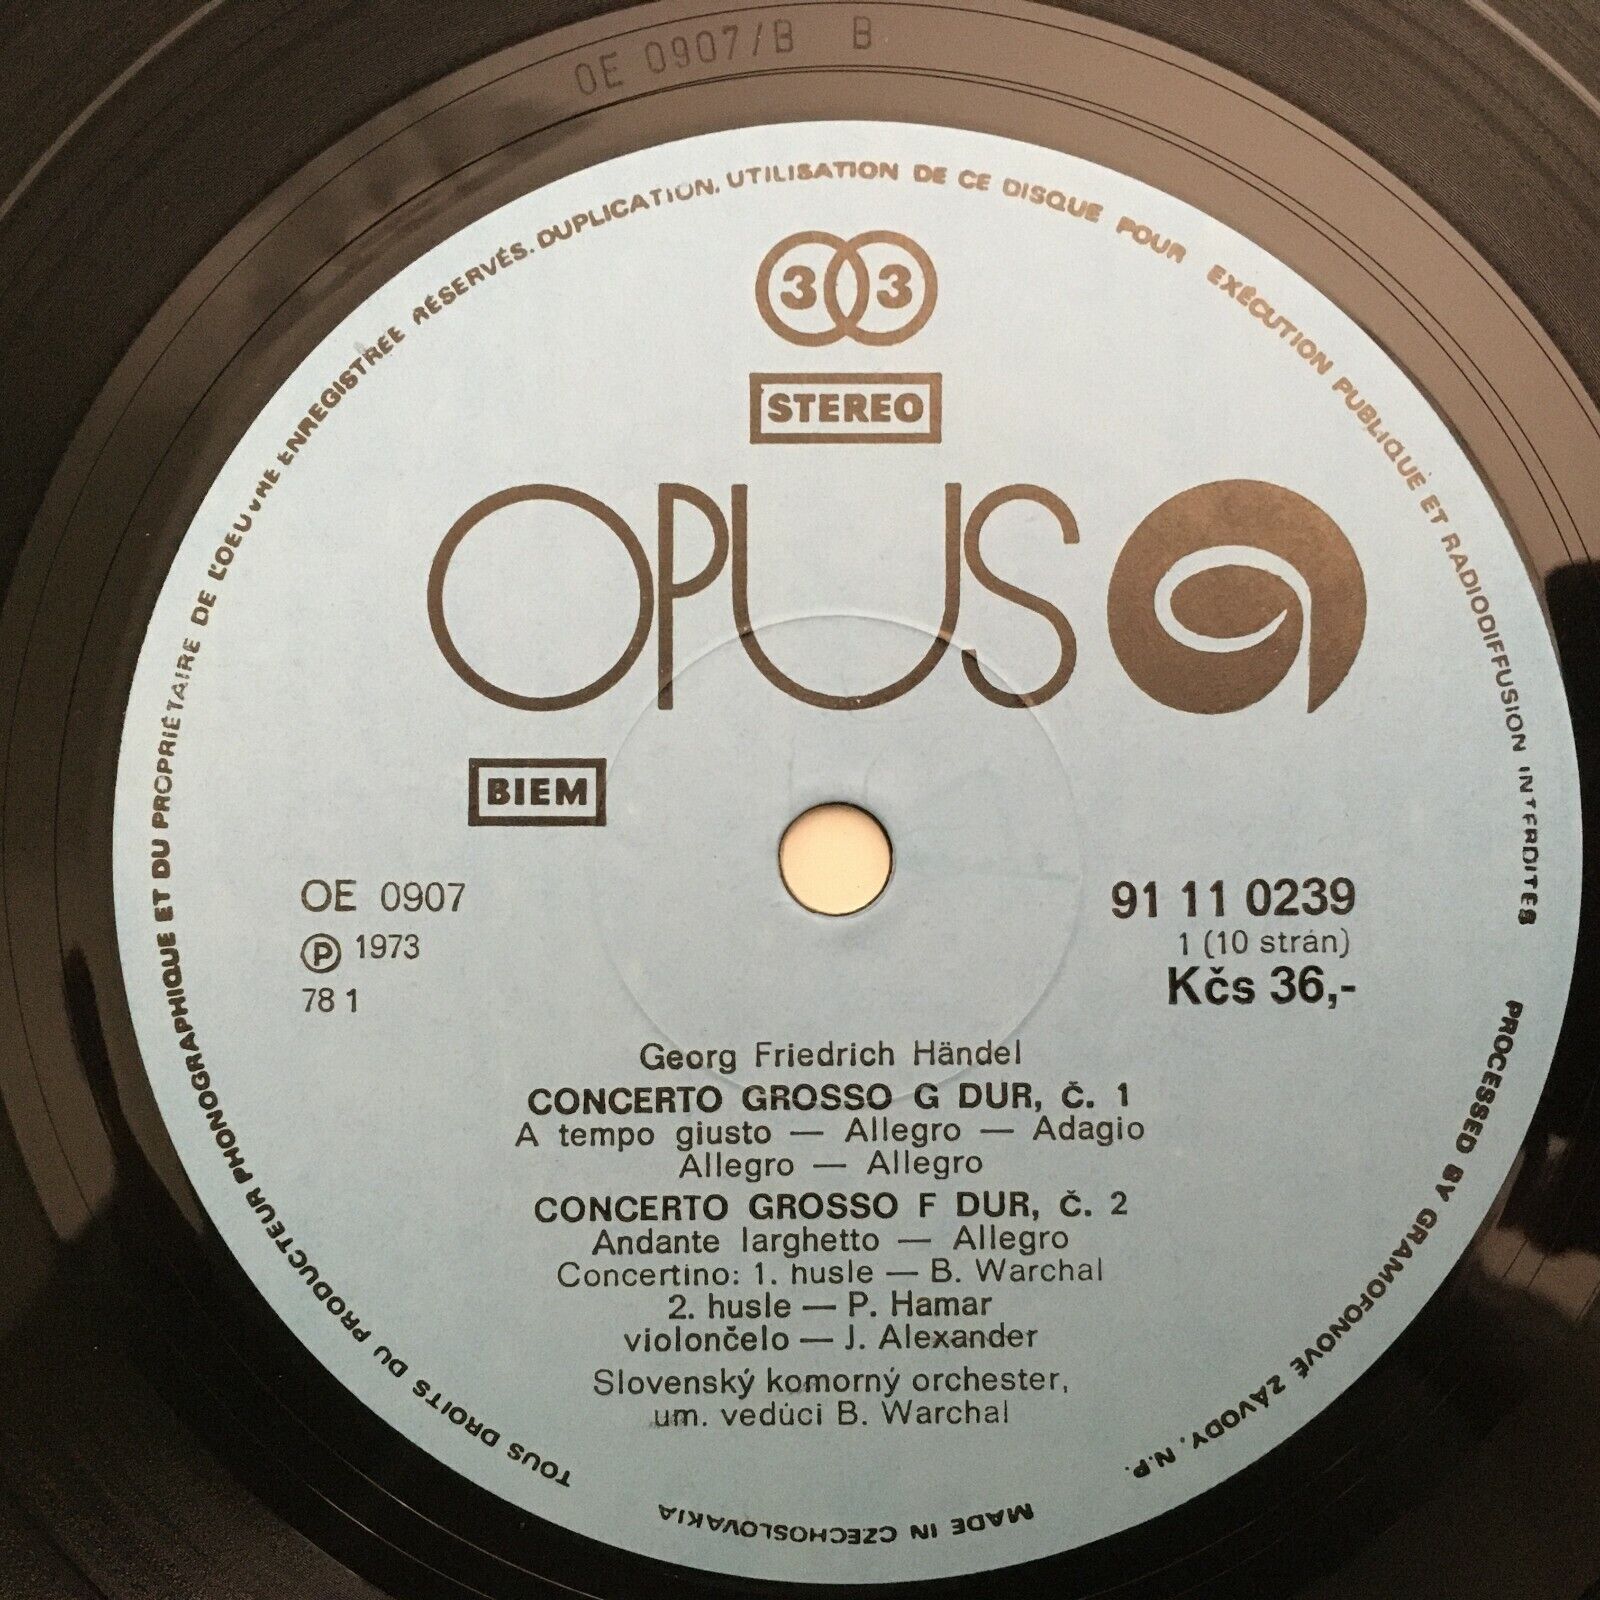 OE 0907/B B
TOUS DROITS DU PRODUCTEUR PHONOGRAPHIQUE ET DU PROPRIÉTAIRE DE L'OEUVRE ENREGISTRÉE RÉSERVÉS. DUPLICATION, UTILISATION DE CE DISQUE POUR EXÉCUTION PUBLIQUE ET RADIODIFFUSION INTERDITES
33
STEREO
OPUS
BIEM
OE 0907
Ⓟ 1973
78 1
91 11 0239
1 (10 strán)
Kčs 36,-
Georg Friedrich Händel
CONCERTO GROSSO G DUR, Č. 1
A tempo giusto — Allegro — Adagio
Allegro — Allegro
CONCERTO GROSSO F DUR, Č. 2
Andante larghetto — Allegro
Concertino: 1. husle — B. Warchal
2. husle — P. Hamar
violončelo — J. Alexander
Slovenský komorný orchester,
um. vedúci B. Warchal
PROCESSED BY GRAMOFONOVÉ ZÁVODY, N.P.
MADE IN CZECHOSLOVAKIA